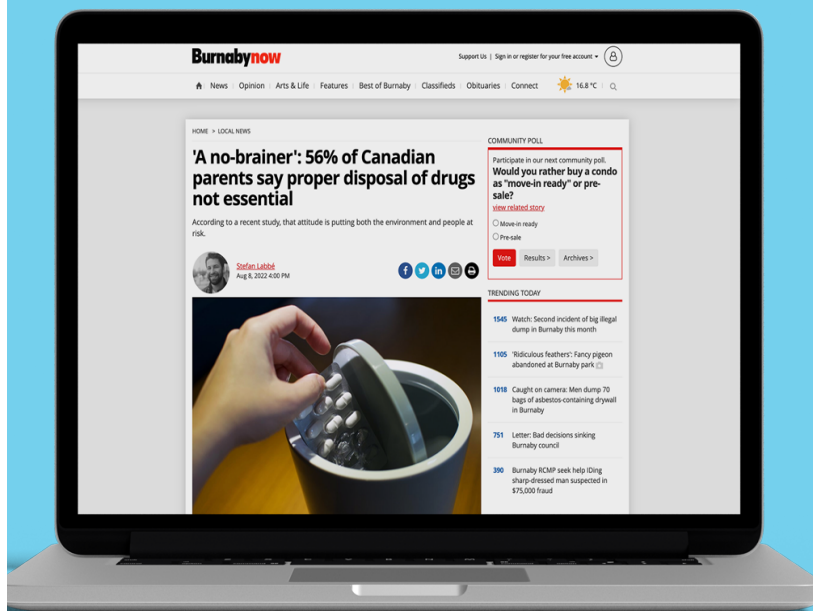 Burnabynow
Support Us | Sign in or register for your free account
News Opinion Arts & Life Features Best of Burnaby Classifieds Obituaries Connect 16.8 °C
HOME > LOCAL NEWS
'A no-brainer': 56% of Canadian
parents say proper disposal of drugs
not essential
According to a recent study, that attitude is putting both the environment and people at
risk.
Stefan Labbé
Aug 8, 2022 4:00 PM
COMMUNITY POLL
Participate in our next community poll.
Would you rather buy a condo
as "move-in ready" or pre-
sale?
view related story
Move-in ready
Pre-sale
Vote Results > Archives >
TRENDING TODAY
1545 Watch: Second incident of big illegal
dump in Burnaby this month
1105 'Ridiculous feathers': Fancy pigeon
abandoned at Burnaby park
1018 Caught on camera: Men dump 70
bags of asbestos-containing drywall
in Burnaby
751 Letter: Bad decisions sinking
Burnaby council
390 Burnaby RCMP seek help IDing
sharp-dressed man suspected in
$75,000 fraud